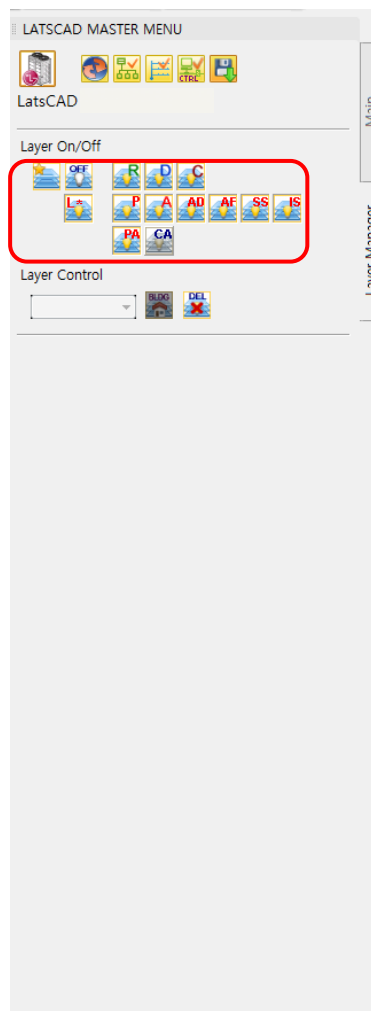 LATSCAD MASTER MENU
CTRL
LatsCAD
Main
Layer On/Off
OFF R D C
L* P A AD AF SS IS
PA CA
Layer Manager
Layer Control
BLDG DEL